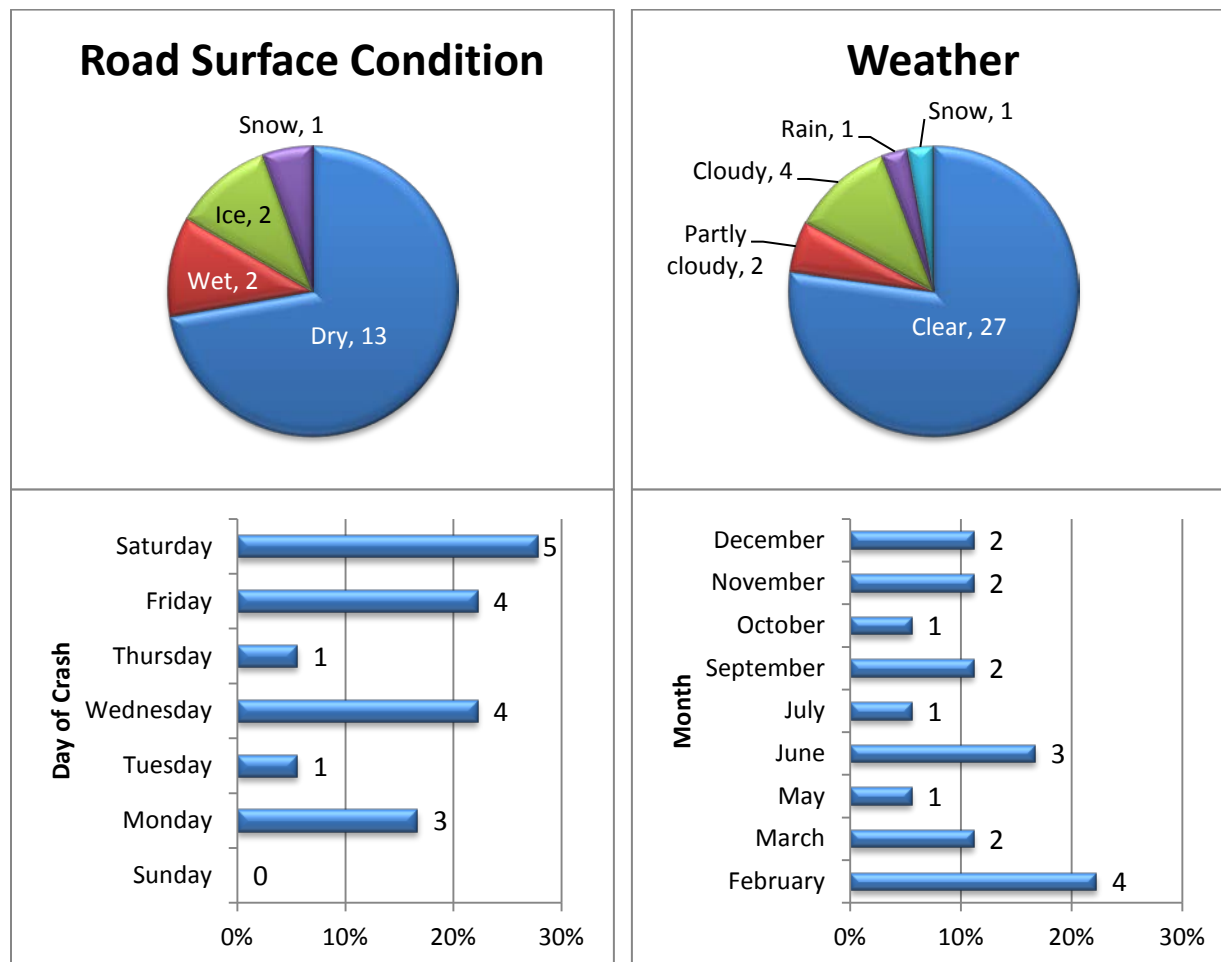 Road Surface Condition
Snow, 1
Ice, 2
Wet, 2
Dry, 13
Weather
Snow, 1
Rain, 1
Cloudy, 4
Partly
cloudy, 2
Clear, 27
Day of Crash
Saturday 5
Friday 4
Thursday 1
Wednesday 4
Tuesday 1
Monday 3
Sunday 0
0% 10% 20% 30%
Month
December 2
November 2
October 1
September 2
July 1
June 3
May 1
March 2
February 4
0% 10% 20% 30%